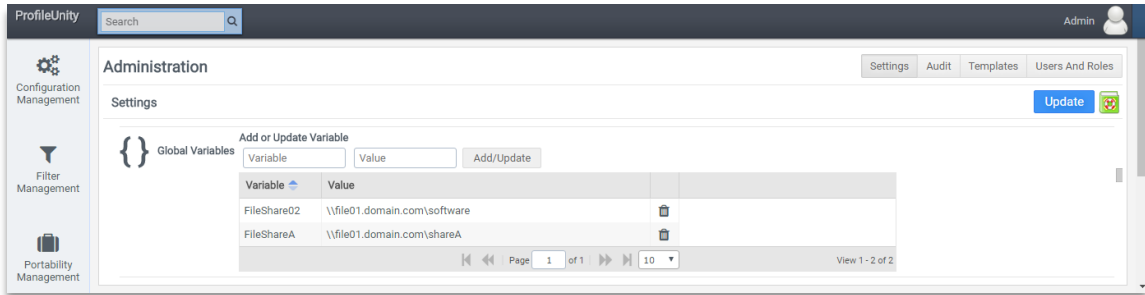 ProfileUnity
Search
Admin
Configuration
Management
Filter
Management
Portability
Management
Administration
Settings
Audit
Templates
Users And Roles
Settings
Update
{ } Global Variables
Add or Update Variable
Variable
Value
Add/Update
Variable
Value
FileShare02
\\file01.domain.com\software
FileShareA
\\file01.domain.com\shareA
Page 1 of 1
10
View 1 - 2 of 2